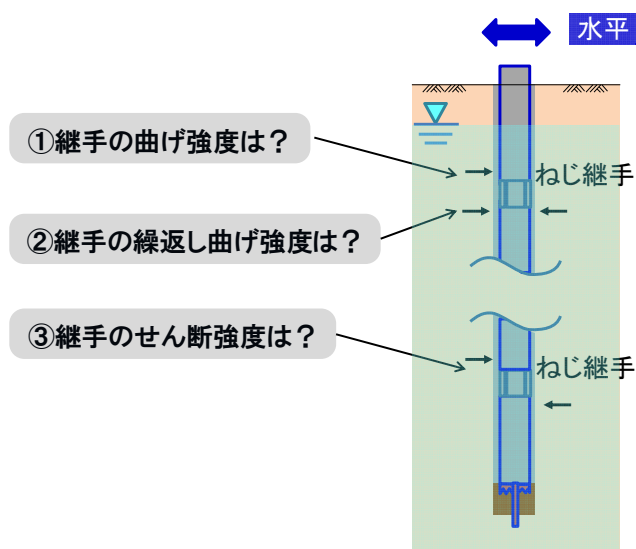 水平
①継手の曲げ強度は？
ねじ継手
②継手の繰返し曲げ強度は？
③継手のせん断強度は？
ねじ継手